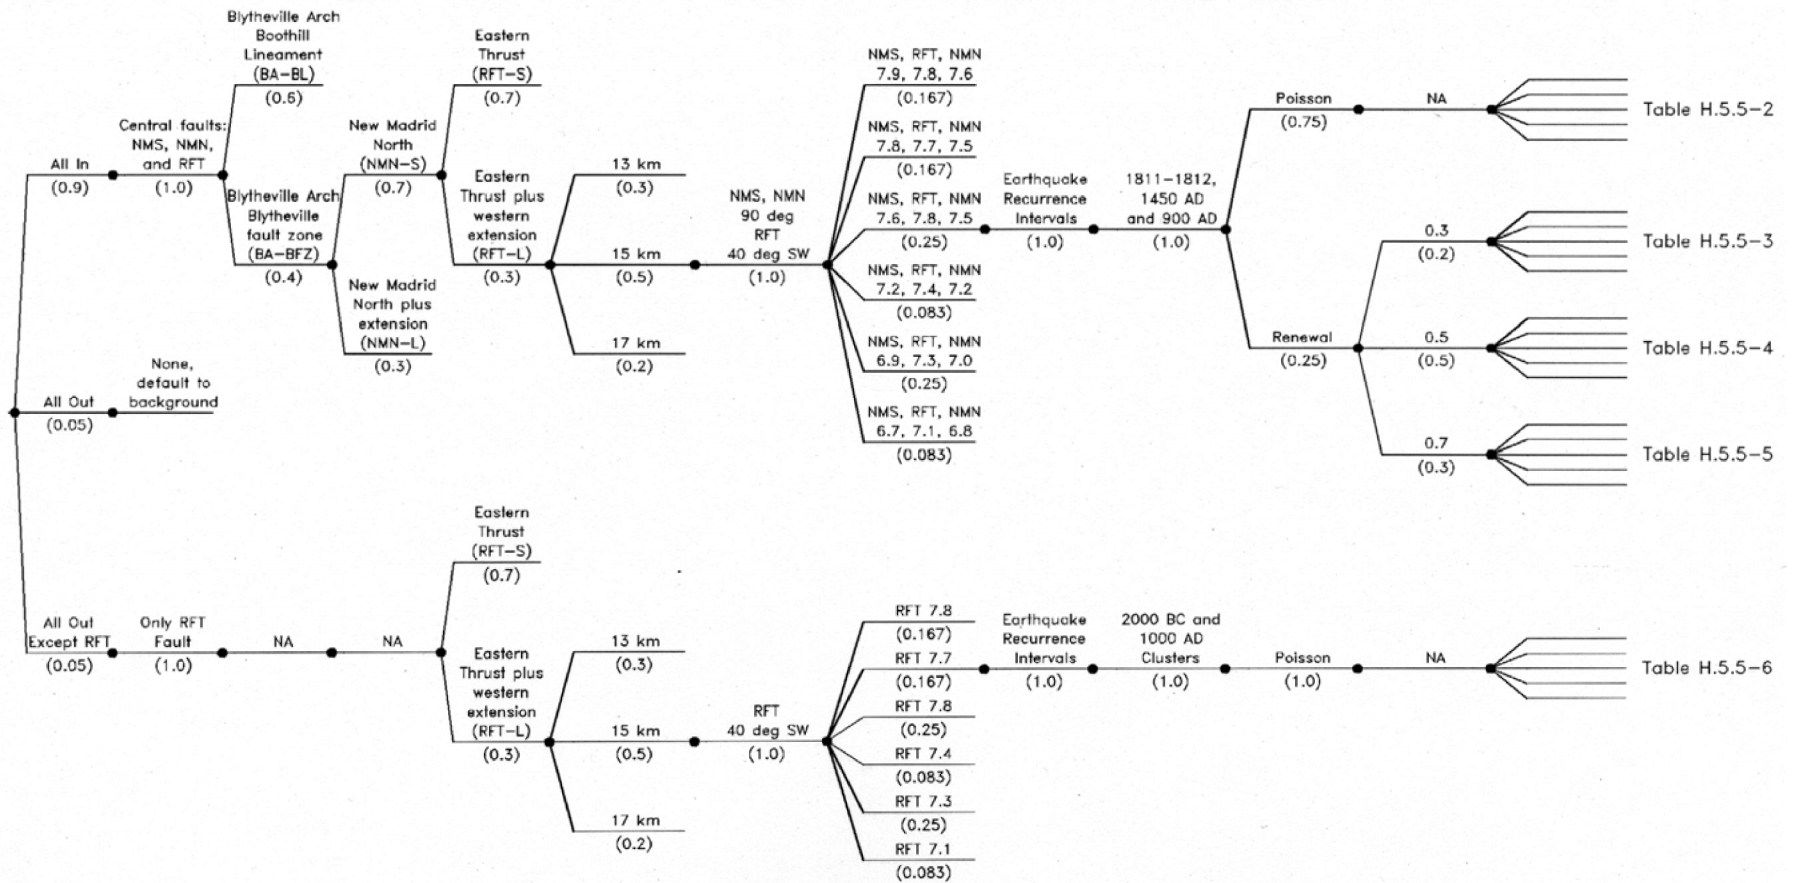 Blytheville Arch
Boothill
Lineament
(BA-BL)
(0.6)
Eastern
Thrust
(RFT-S)
(0.7)
NMS, RFT, NMN
7.9, 7.8, 7.6
(0.167)
Central faults:
NMS, NMN,
and RFT
(1.0)
New Madrid
North
(NMN-S)
(0.7)
NMS, RFT, NMN
7.8, 7.7, 7.5
(0.167)
Poisson
(0.75)
NA
Table H.5.5-2
All In
(0.9)
Blytheville Arch
Blytheville
fault zone
(BA-BFZ)
(0.4)
Eastern
Thrust plus
western
extension
(RFT-L)
(0.3)
13 km
(0.3)
NMS, NMN
90 deg
RFT
40 deg SW
(1.0)
NMS, RFT, NMN
7.6, 7.8, 7.5
(0.25)
Earthquake
Recurrence
Intervals
(1.0)
1811-1812,
1450 AD
and 900 AD
(1.0)
0.3
(0.2)
Table H.5.5-3
15 km
(0.5)
NMS, RFT, NMN
7.2, 7.4, 7.2
(0.083)
New Madrid
North plus
extension
(NMN-L)
(0.3)
17 km
(0.2)
NMS, RFT, NMN
6.9, 7.3, 7.0
(0.25)
Renewal
(0.25)
0.5
(0.5)
Table H.5.5-4
All Out
(0.05)
None,
default to
background
NMS, RFT, NMN
6.7, 7.1, 6.8
(0.083)
0.7
(0.3)
Table H.5.5-5
Eastern
Thrust
(RFT-S)
(0.7)
All Out
Except RFT
(0.05)
Only RFT
Fault
(1.0)
NA
NA
Eastern
Thrust plus
western
extension
(RFT-L)
(0.3)
13 km
(0.3)
15 km
(0.5)
17 km
(0.2)
RFT
40 deg SW
(1.0)
RFT 7.8
(0.167)
RFT 7.7
(0.167)
RFT 7.8
(0.25)
RFT 7.4
(0.083)
RFT 7.3
(0.25)
RFT 7.1
(0.083)
Earthquake
Recurrence
Intervals
(1.0)
2000 BC and
1000 AD
Clusters
(1.0)
Poisson
(1.0)
NA
Table H.5.5-6